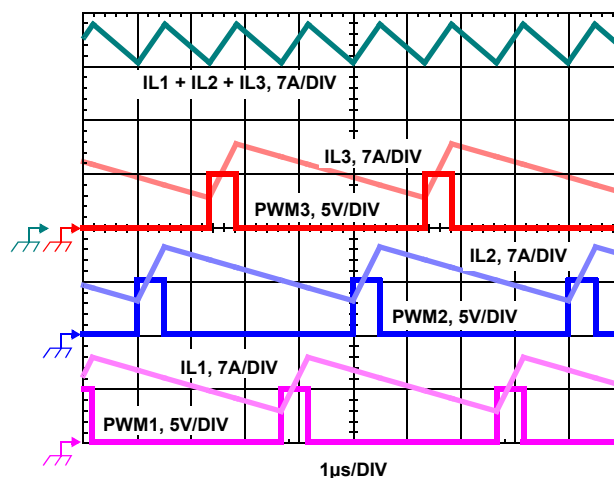 IL1 + IL2 + IL3, 7A/DIV
IL3, 7A/DIV
PWM3, 5V/DIV
IL2, 7A/DIV
PWM2, 5V/DIV
IL1, 7A/DIV
PWM1, 5V/DIV
1µs/DIV